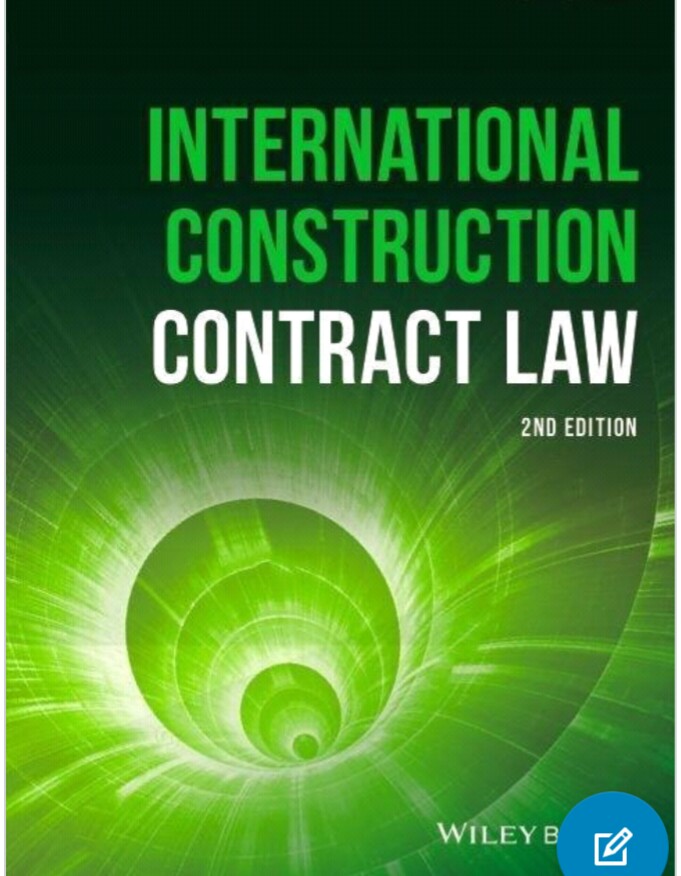 INTERNATIONAL
CONSTRUCTION
CONTRACT LAW
2ND EDITION
WILEY